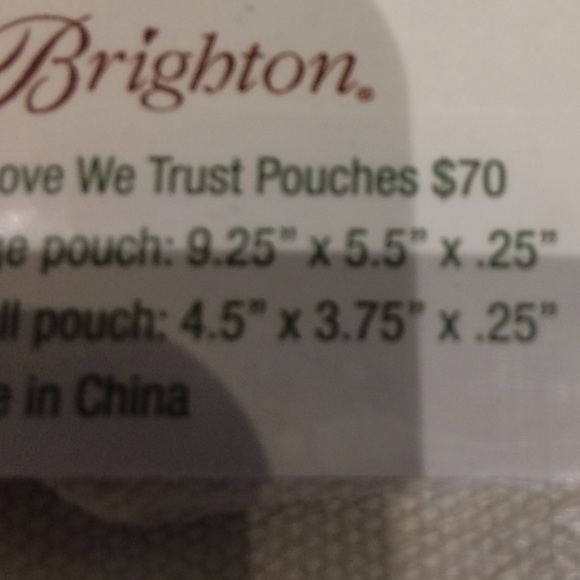 Brighton®
ove We Trust Pouches $70
ge pouch: 9.25” x 5.5” x .25”
ll pouch: 4.5” x 3.75” x .25”
e in China